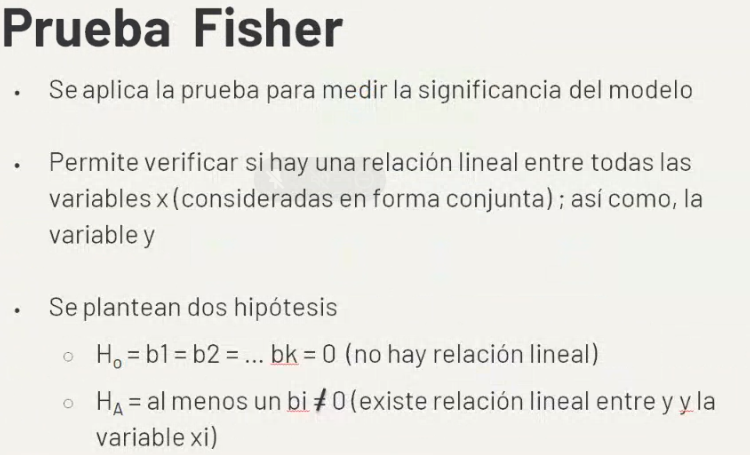 Prueba Fisher
• Se aplica la prueba para medir la significancia del modelo
• Permite verificar si hay una relación lineal entre todas las
variables x (consideradas en forma conjunta) ; así como, la
variable y
• Se plantean dos hipótesis
○ Hₒ = b1 = b2 = ... bk = 0 (no hay relación lineal)
○ H_A = al menos un bi ≠ 0 (existe relación lineal entre y y la
variable xi)